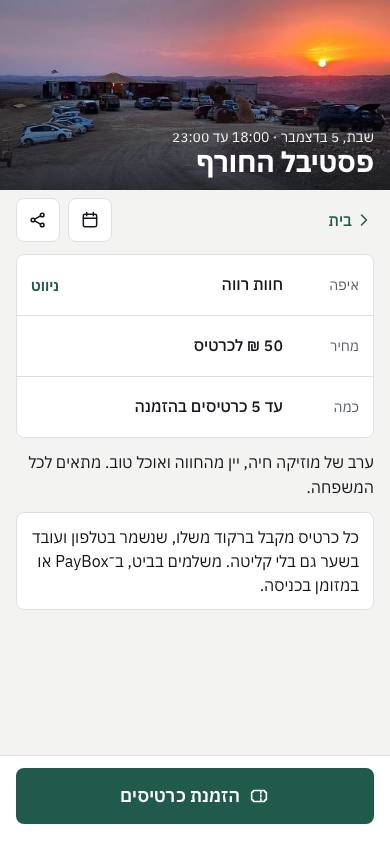 שבת, 5 בדצמבר · 18:00 עד 23:00
פסטיבל החורף
בית
איפה
חוות רווה
ניווט
מחיר
50 ₪ לכרטיס
כמה
עד 5 כרטיסים בהזמנה
ערב של מוזיקה חיה, יין מהחווה ואוכל טוב. מתאים לכל
המשפחה.
כל כרטיס מקבל ברקוד משלו, שנשמר בטלפון ועובד
בשער גם בלי קליטה. משלמים בביט, ב־PayBox או
במזומן בכניסה.
הזמנת כרטיסים